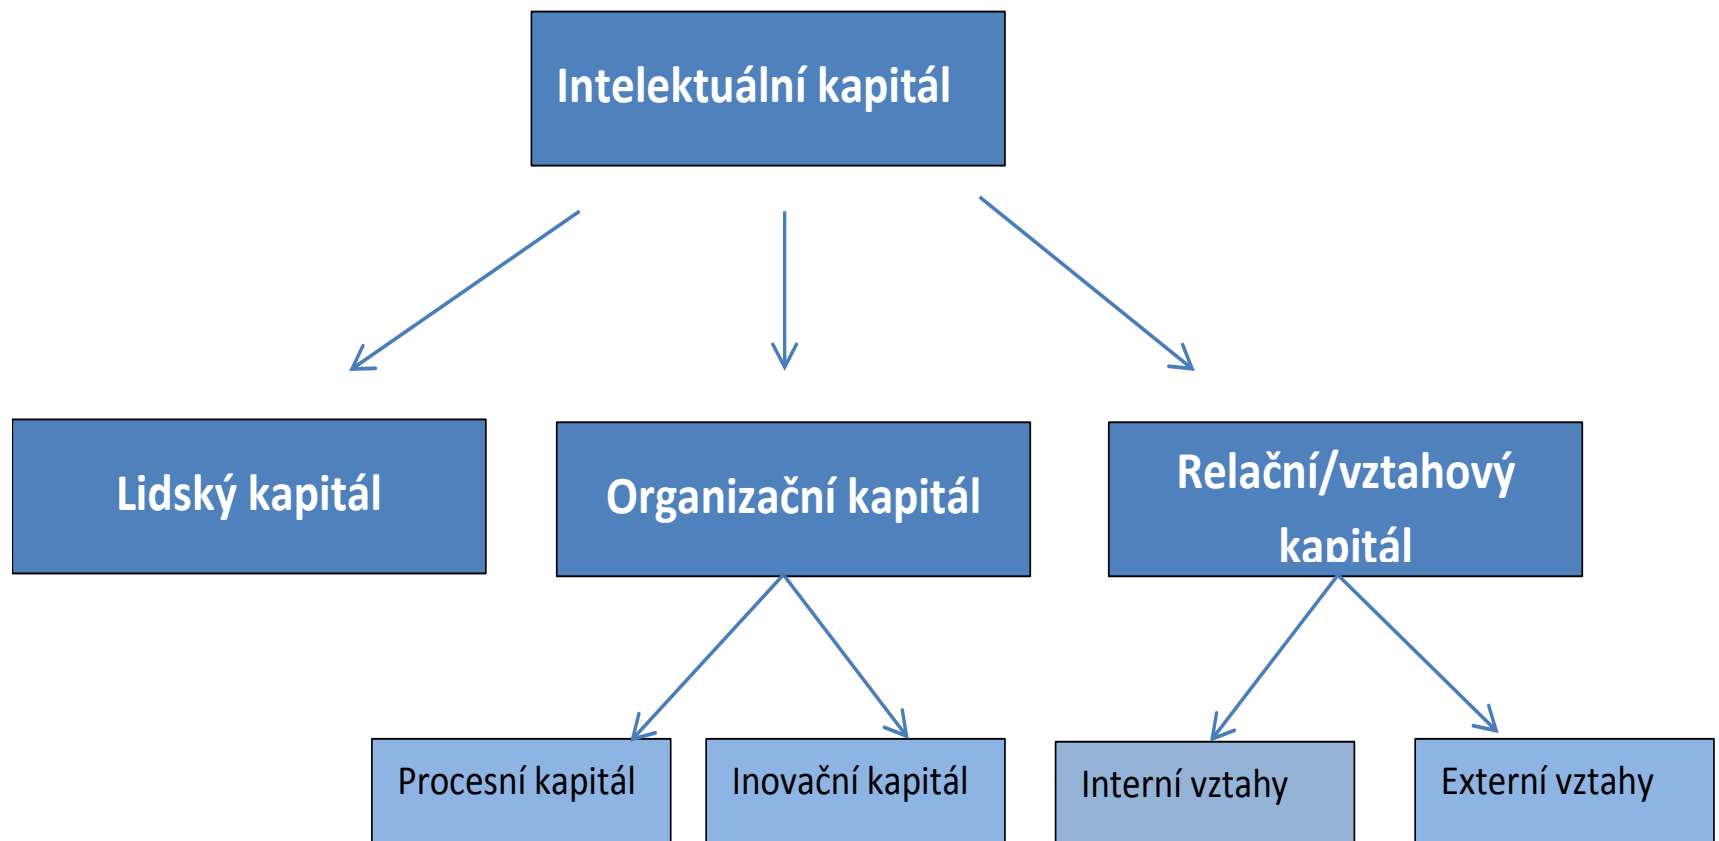 Intelektuální kapitál
Lidský kapitál
Organizační kapitál
Relační/vztahový
kapitál
Procesní kapitál
Inovační kapitál
Interní vztahy
Externí vztahy